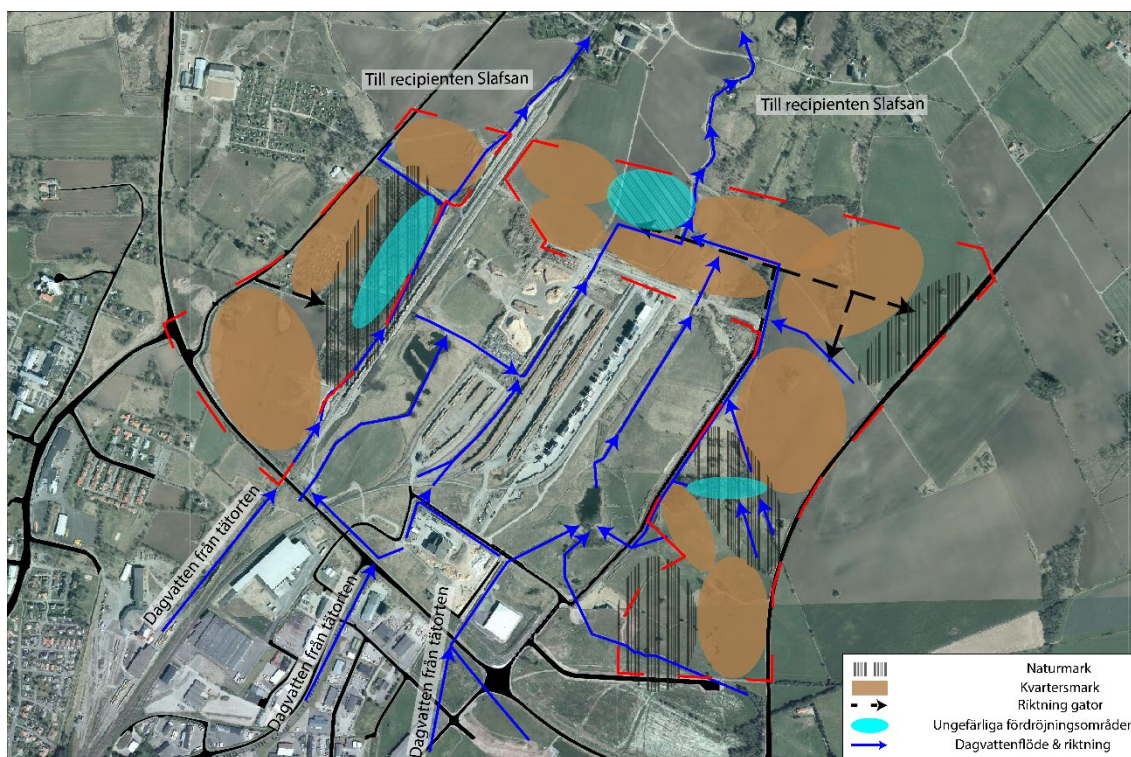 Till recipienten Slafsan
Till recipienten Slafsan
Dagvatten från tätorten
Dagvatten från tätorten
Dagvatten från tätorten
Naturmark
Kvartersmark
Riktning gator
Ungefärliga fördröjningsområden
Dagvattenflöde & riktning